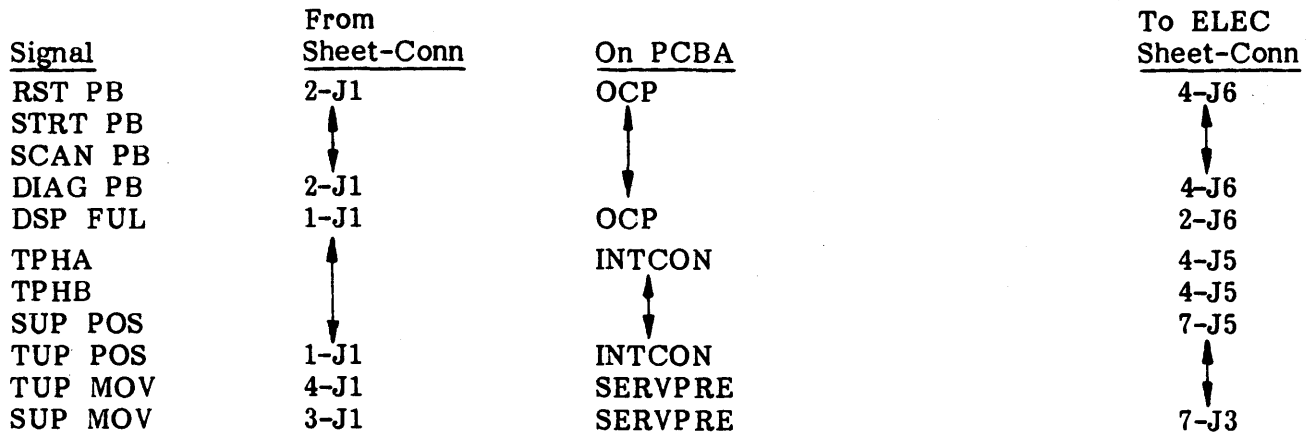 From To ELEC
Signal Sheet-Conn On PCBA Sheet-Conn
RST PB 2-J1 OCP 4-J6
STRT PB
SCAN PB
DIAG PB 2-J1 4-J6
DSP FUL 1-J1 OCP 2-J6
TPHA INTCON 4-J5
TPHB 4-J5
SUP POS 7-J5
TUP POS 1-J1 INTCON
TUP MOV 4-J1 SERVPRE
SUP MOV 3-J1 SERVPRE 7-J3